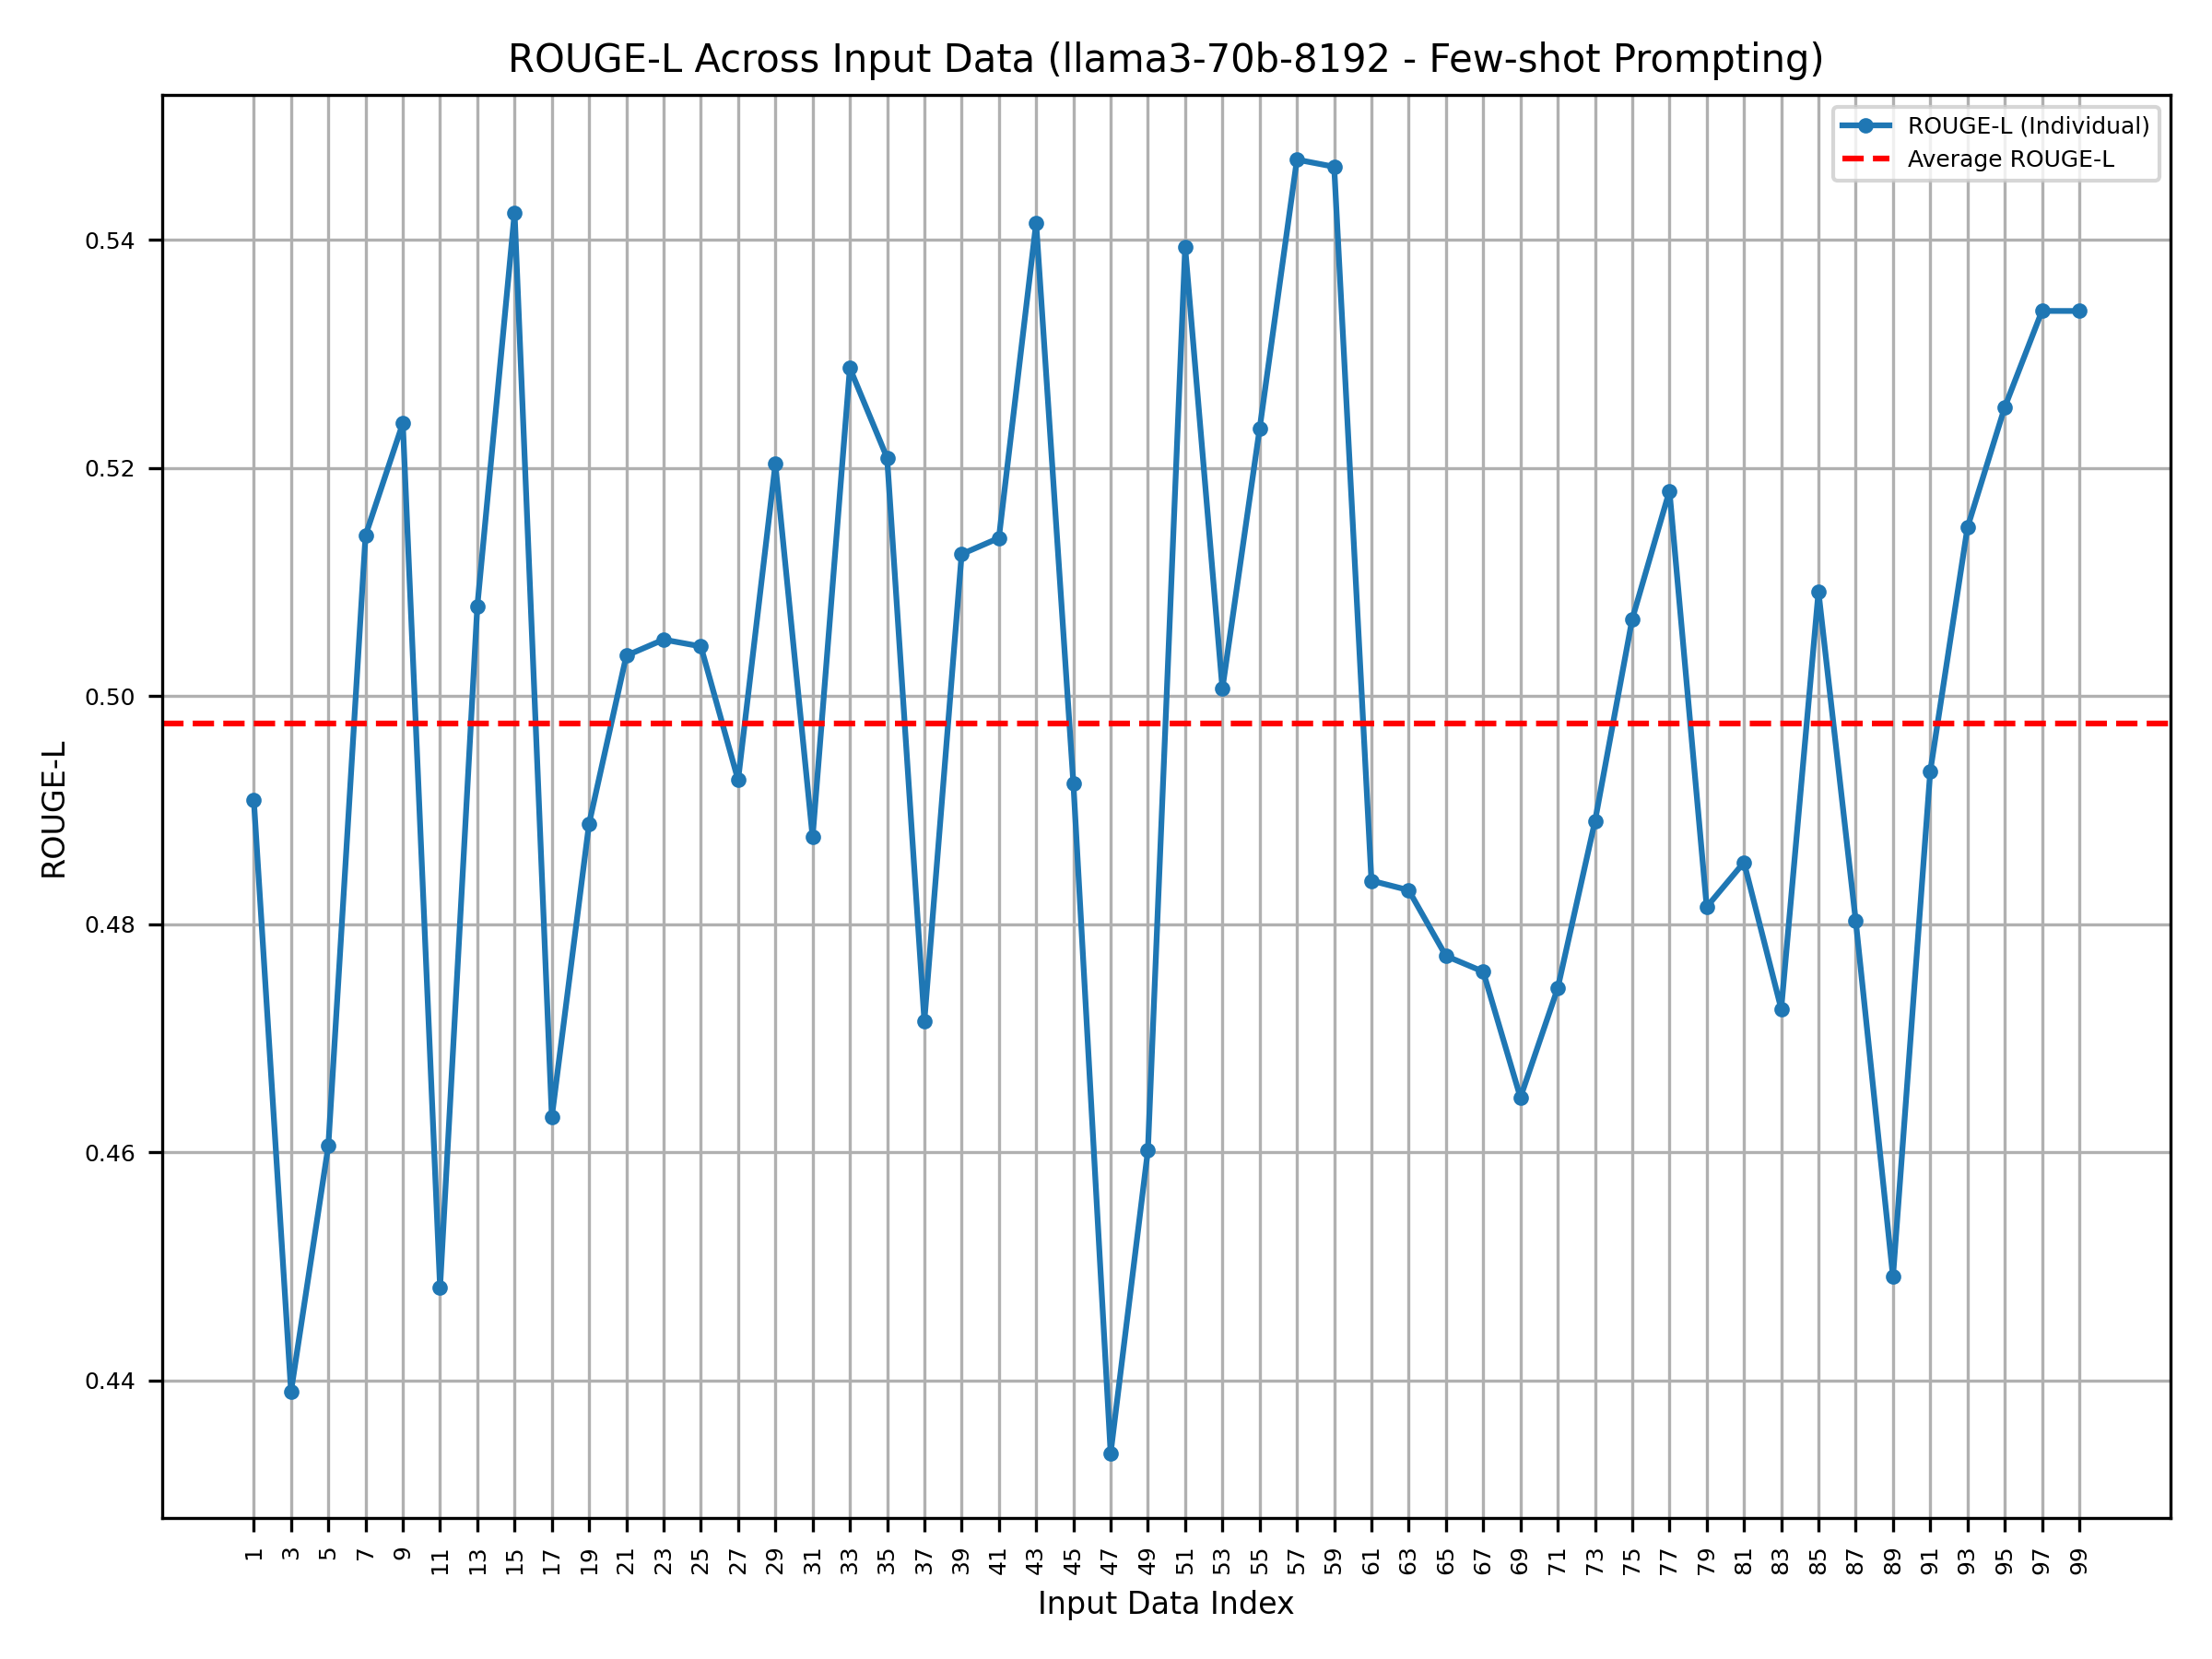 ROUGE-L Across Input Data (llama3-70b-8192 - Few-shot Prompting)
ROUGE-L (Individual)
Average ROUGE-L
0.54
0.52
0.50
0.48
0.46
0.44
ROUGE-L
1 3 5 7 9 11 13 15 17 19 21 23 25 27 29 31 33 35 37 39 41 43 45 47 49 51 53 55 57 59 61 63 65 67 69 71 73 75 77 79 81 83 85 87 89 91 93 95 97 99
Input Data Index